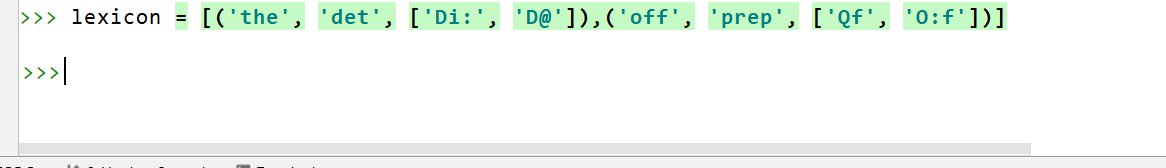 >>> lexicon = [('the', 'det', ['Di:', 'D@']),('off', 'prep', ['Qf', 'O:f'])]
>>>